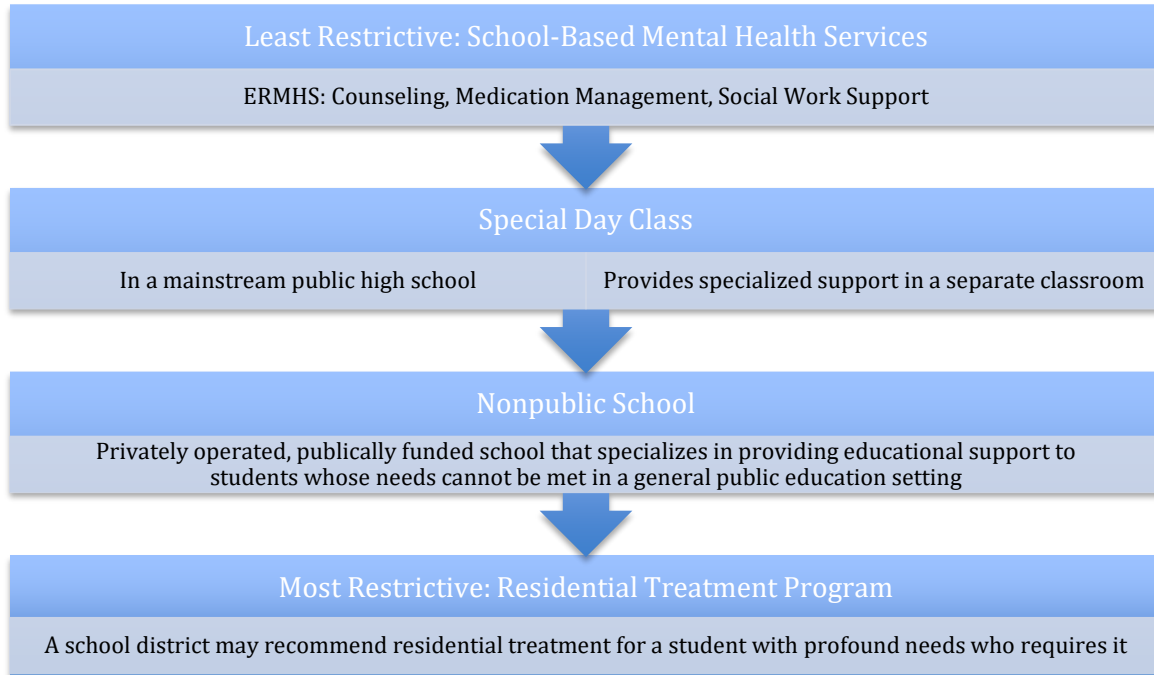 Least Restrictive: School-Based Mental Health Services
ERMHS: Counseling, Medication Management, Social Work Support
Special Day Class
In a mainstream public high school
Provides specialized support in a separate classroom
Nonpublic School
Privately operated, publically funded school that specializes in providing educational support to
students whose needs cannot be met in a general public education setting
Most Restrictive: Residential Treatment Program
A school district may recommend residential treatment for a student with profound needs who requires it